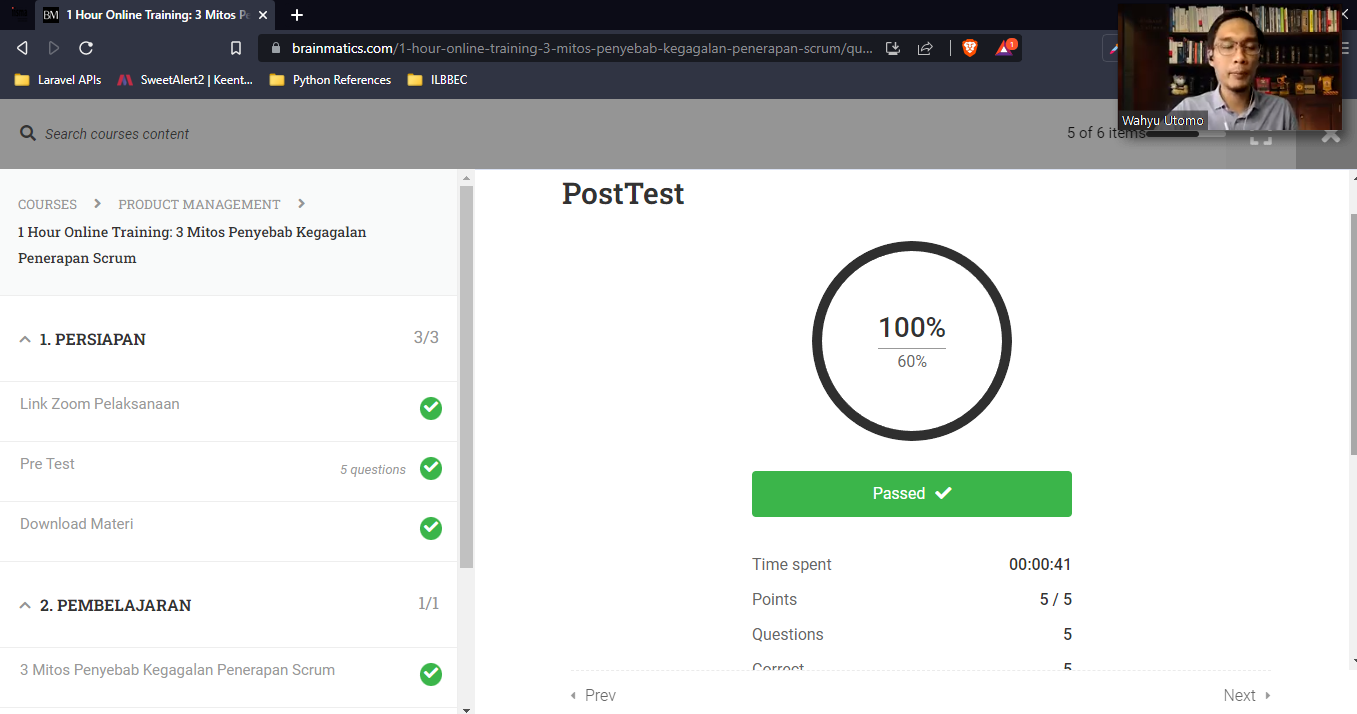 BM 1 Hour Online Training: 3 Mitos Pe
brainmatics.com/1-hour-online-training-3-mitos-penyebab-kegagalan-penerapan-scrum/qu...
1
Laravel APIs
SweetAlert2 | Keent...
Python References
ILBBEC
Wahyu Utomo
Search courses content
5 of 6 items
COURSES
PRODUCT MANAGEMENT
1 Hour Online Training: 3 Mitos Penyebab Kegagalan
Penerapan Scrum
1. PERSIAPAN
3/3
Link Zoom Pelaksanaan
Pre Test
5 questions
Download Materi
2. PEMBELAJARAN
1/1
3 Mitos Penyebab Kegagalan Penerapan Scrum
PostTest
100%
60%
Passed
Time spent 00:00:41
Points 5 / 5
Questions 5
Correct 5
Prev
Next